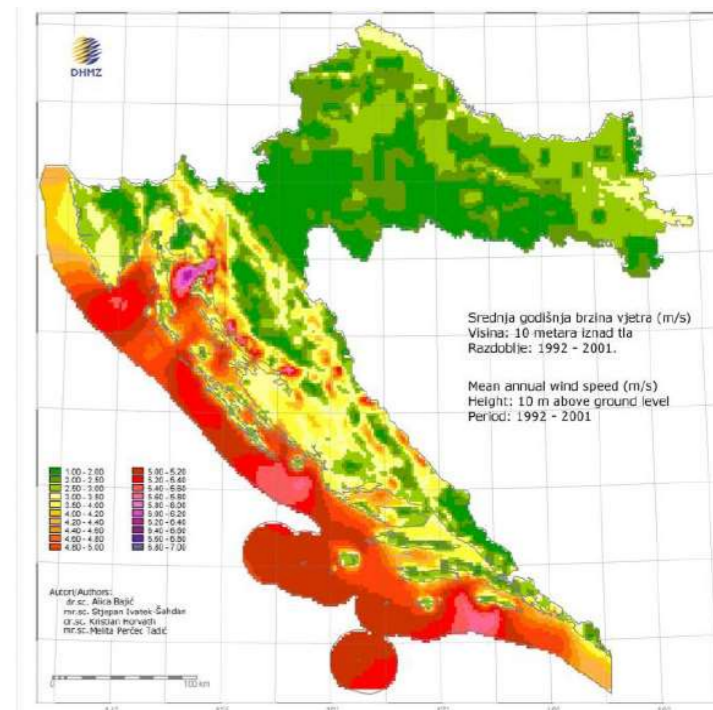 DHMZ
Srednja godišnja brzina vjetra (m/s)
Visina: 10 metara iznad tla
Razdoblje: 1992 - 2001.
Mean annual wind speed (m/s)
Height: 10 m above ground level
Period: 1992 - 2001
1.00 - 2.00
2.00 - 2.50
2.50 - 3.00
3.00 - 3.50
3.50 - 4.00
4.00 - 4.20
4.20 - 4.40
4.40 - 4.60
4.60 - 4.80
4.80 - 5.00
5.00 - 5.20
5.20 - 5.40
5.40 - 5.60
5.60 - 5.80
5.80 - 6.00
6.00 - 6.20
6.20 - 6.40
6.40 - 6.60
6.60 - 6.80
6.80 - 7.00
Autori/Authors:
dr.sc. Alica Bajić
mr.sc. Stjepan Ivatek-Šahdan
dr.sc. Kristian Horvath
mr.sc. Melita Perčec Tadić
100 km